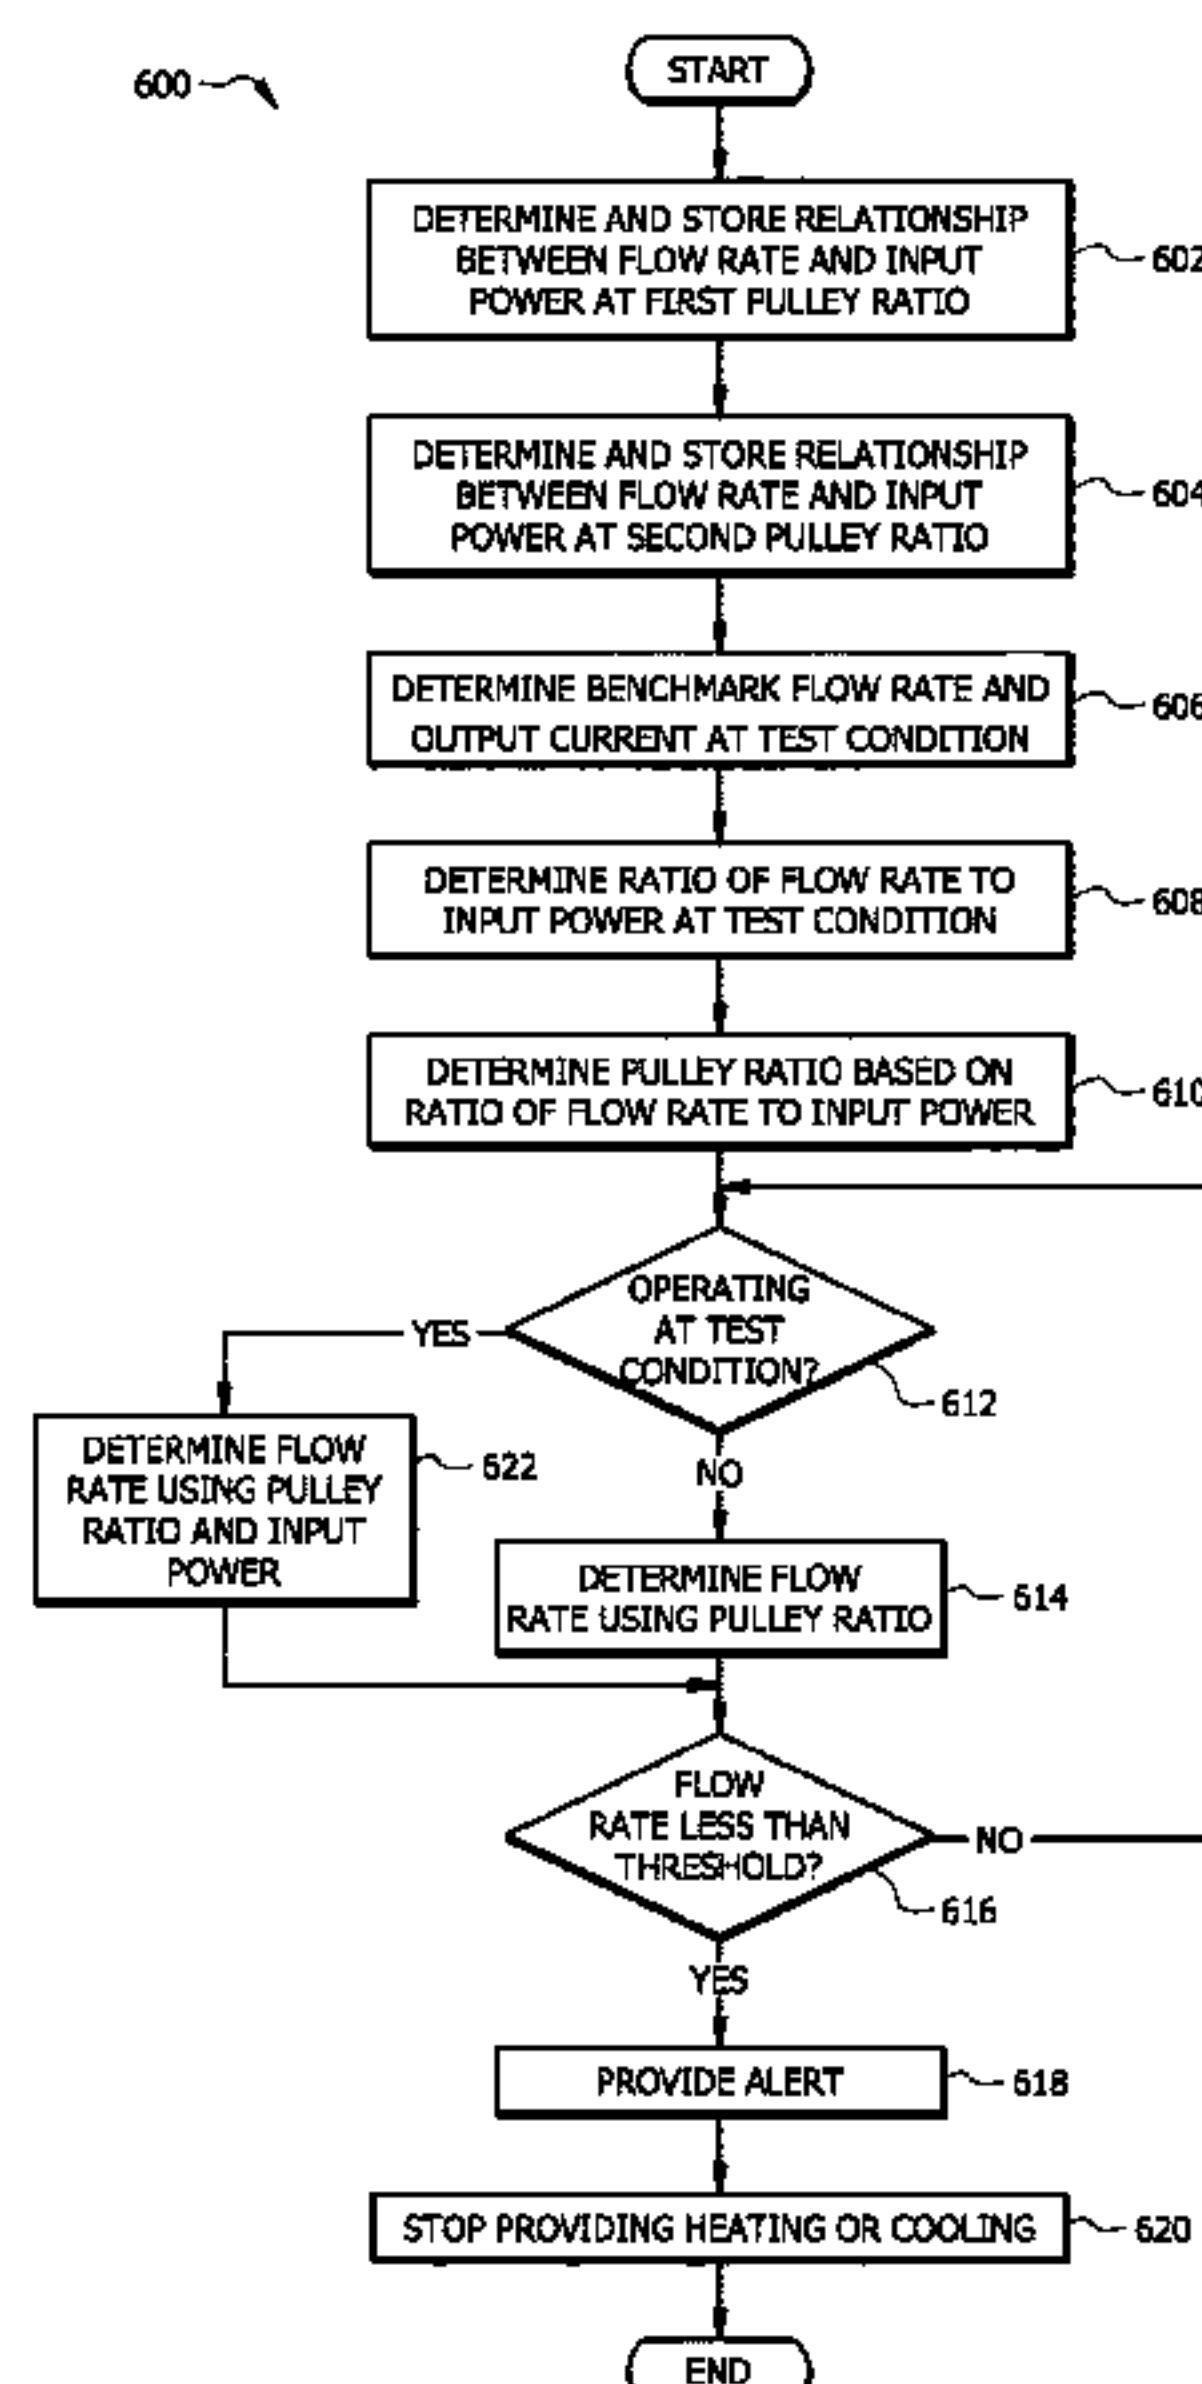 600
START
DETERMINE AND STORE RELATIONSHIP
BETWEEN FLOW RATE AND INPUT
POWER AT FIRST PULLEY RATIO
602
DETERMINE AND STORE RELATIONSHIP
BETWEEN FLOW RATE AND INPUT
POWER AT SECOND PULLEY RATIO
604
DETERMINE BENCHMARK FLOW RATE AND
OUTPUT CURRENT AT TEST CONDITION
606
DETERMINE RATIO OF FLOW RATE TO
INPUT POWER AT TEST CONDITION
608
DETERMINE PULLEY RATIO BASED ON
RATIO OF FLOW RATE TO INPUT POWER
610
OPERATING
AT TEST
CONDITION?
612
YES
NO
DETERMINE FLOW
RATE USING PULLEY
RATIO AND INPUT
POWER
622
DETERMINE FLOW
RATE USING PULLEY RATIO
614
FLOW
RATE LESS THAN
THRESHOLD?
616
NO
YES
PROVIDE ALERT
618
STOP PROVIDING HEATING OR COOLING
620
END